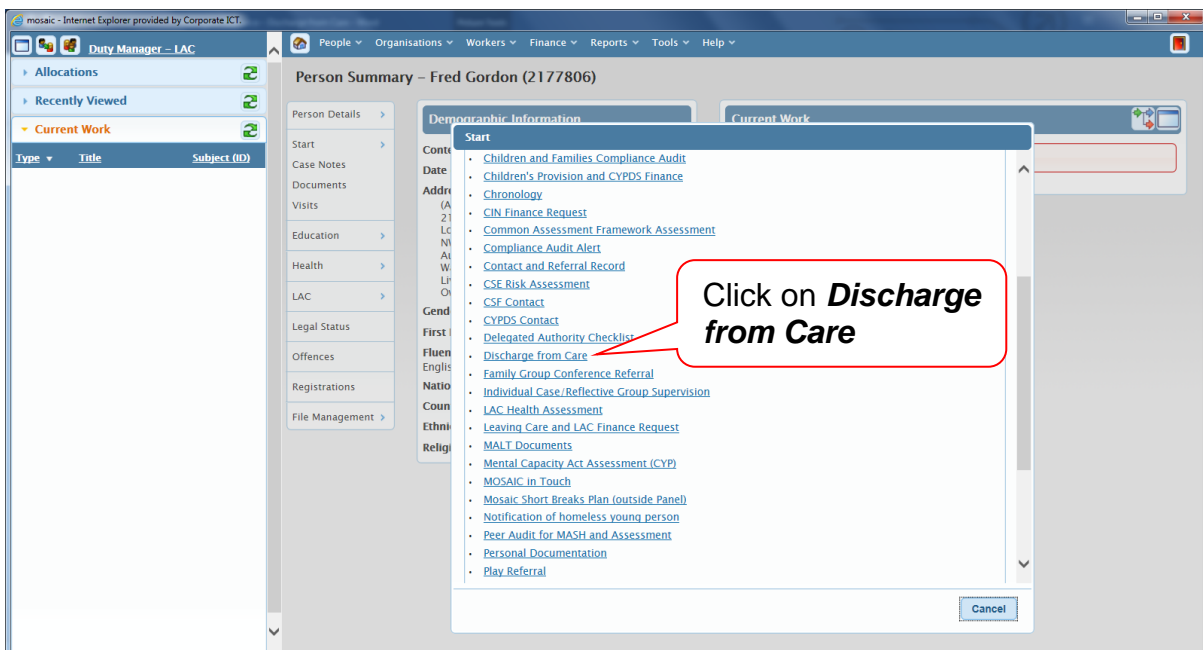 mosaic - Internet Explorer provided by Corporate ICT.
Duty Manager – LAC
People Organisations Workers Finance Reports Tools Help
Allocations
Recently Viewed
Current Work
Type Title Subject (ID)
Person Summary – Fred Gordon (2177806)
Person Details
Start
Case Notes
Documents
Visits
Education
Health
LAC
Legal Status
Offences
Registrations
File Management
Demographic Information
Current Work
Date
Englis
Start
Children and Families Compliance Audit
Children's Provision and CYPDS Finance
Chronology
CIN Finance Request
Common Assessment Framework Assessment
Compliance Audit Alert
Contact and Referral Record
CSE Risk Assessment
CSF Contact
CYPDS Contact
Delegated Authority Checklist
Discharge from Care
Family Group Conference Referral
Individual Case/Reflective Group Supervision
LAC Health Assessment
Leaving Care and LAC Finance Request
MALT Documents
Mental Capacity Act Assessment (CYP)
MOSAIC in Touch
Mosaic Short Breaks Plan (outside Panel)
Notification of homeless young person
Peer Audit for MASH and Assessment
Personal Documentation
Play Referral
Cancel
Click on Discharge
from Care